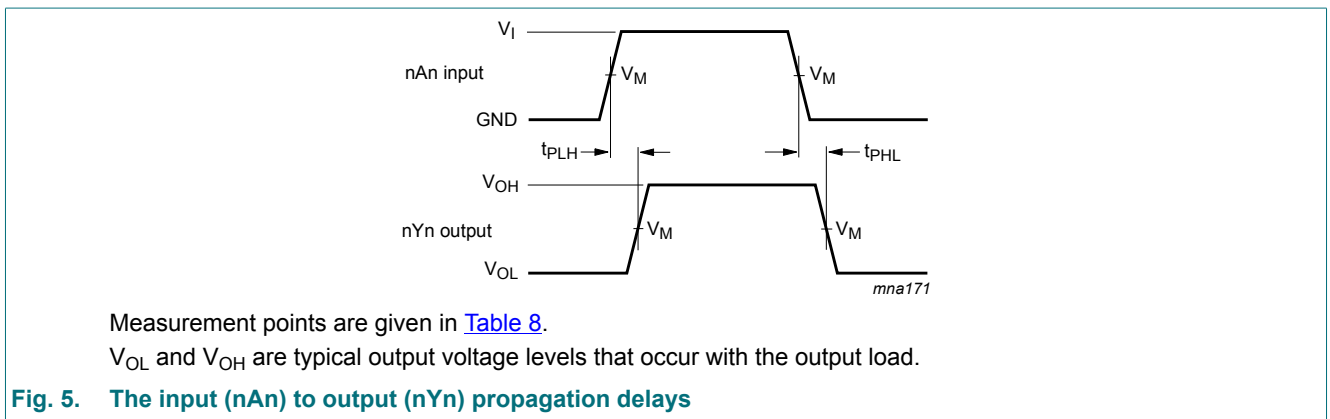 V_I
nAn input
V_M
V_M
GND
t_PLH
t_PHL
V_OH
nYn output
V_M
V_M
V_OL
mna171
Measurement points are given in Table 8.
V_OL and V_OH are typical output voltage levels that occur with the output load.
Fig. 5. The input (nAn) to output (nYn) propagation delays